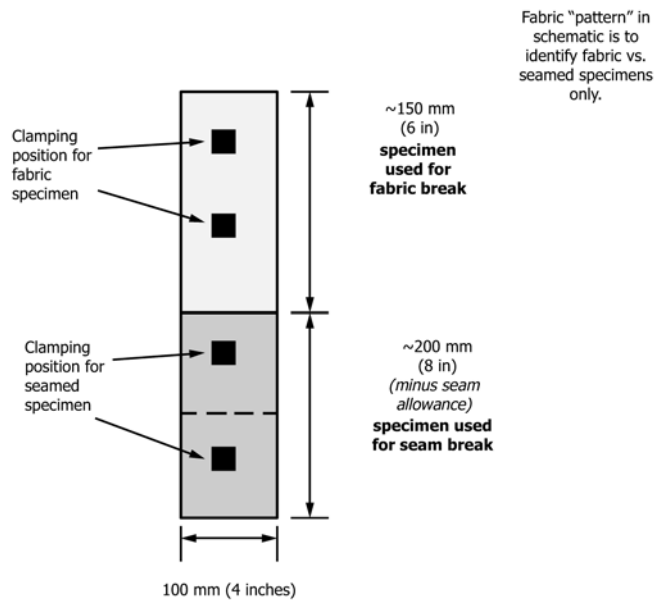 Fabric “pattern” in
schematic is to
identify fabric vs.
seamed specimens
only.
Clamping
position for
fabric
specimen
~150 mm
(6 in)
specimen
used for
fabric break
Clamping
position for
seamed
specimen
~200 mm
(8 in)
(minus seam
allowance)
specimen used
for seam break
100 mm (4 inches)